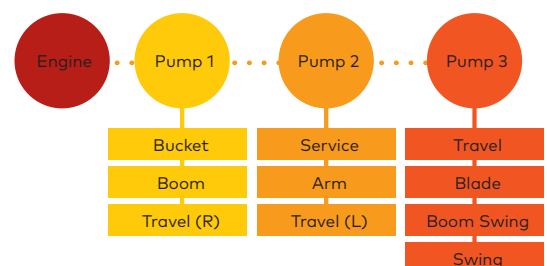 Engine
Pump 1
Pump 2
Pump 3
Bucket
Service
Travel
Boom
Arm
Blade
Travel (R)
Travel (L)
Boom Swing
Swing